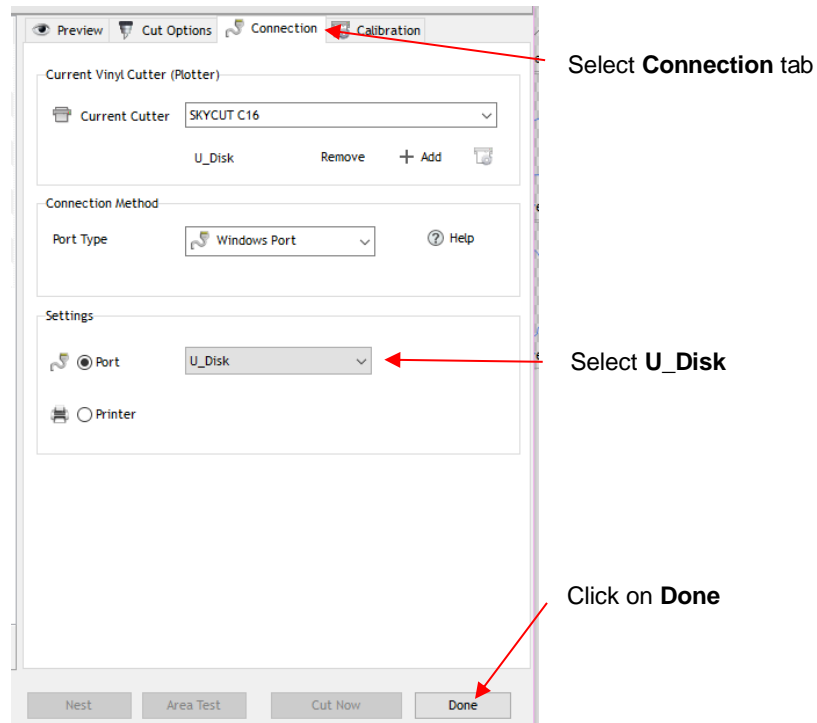 Preview Cut Options Connection Calibration
Select Connection tab
Current Vinyl Cutter (Plotter)
Current Cutter SKYCUT C16
U_Disk Remove + Add
Connection Method
Port Type Windows Port ? Help
Settings
Port U_Disk
Select U_Disk
Printer
Click on Done
Nest Area Test Cut Now Done